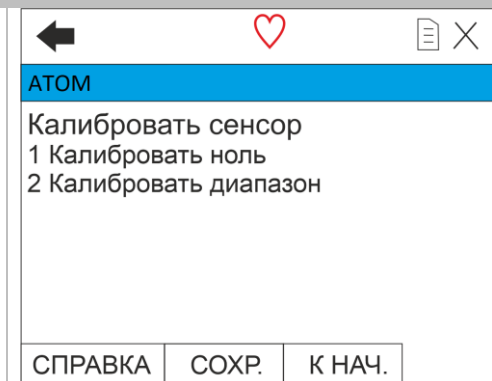 АТОМ
Калибровать сенсор
1 Калибровать ноль
2 Калибровать диапазон
СПРАВКА СОХР. К НАЧ.